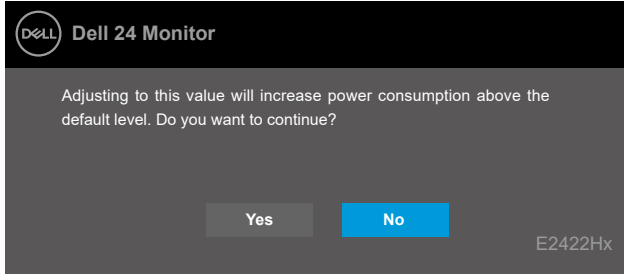 DELL
Dell 24 Monitor
Adjusting to this value will increase power consumption above the
default level. Do you want to continue?
Yes
No
E2422Hx